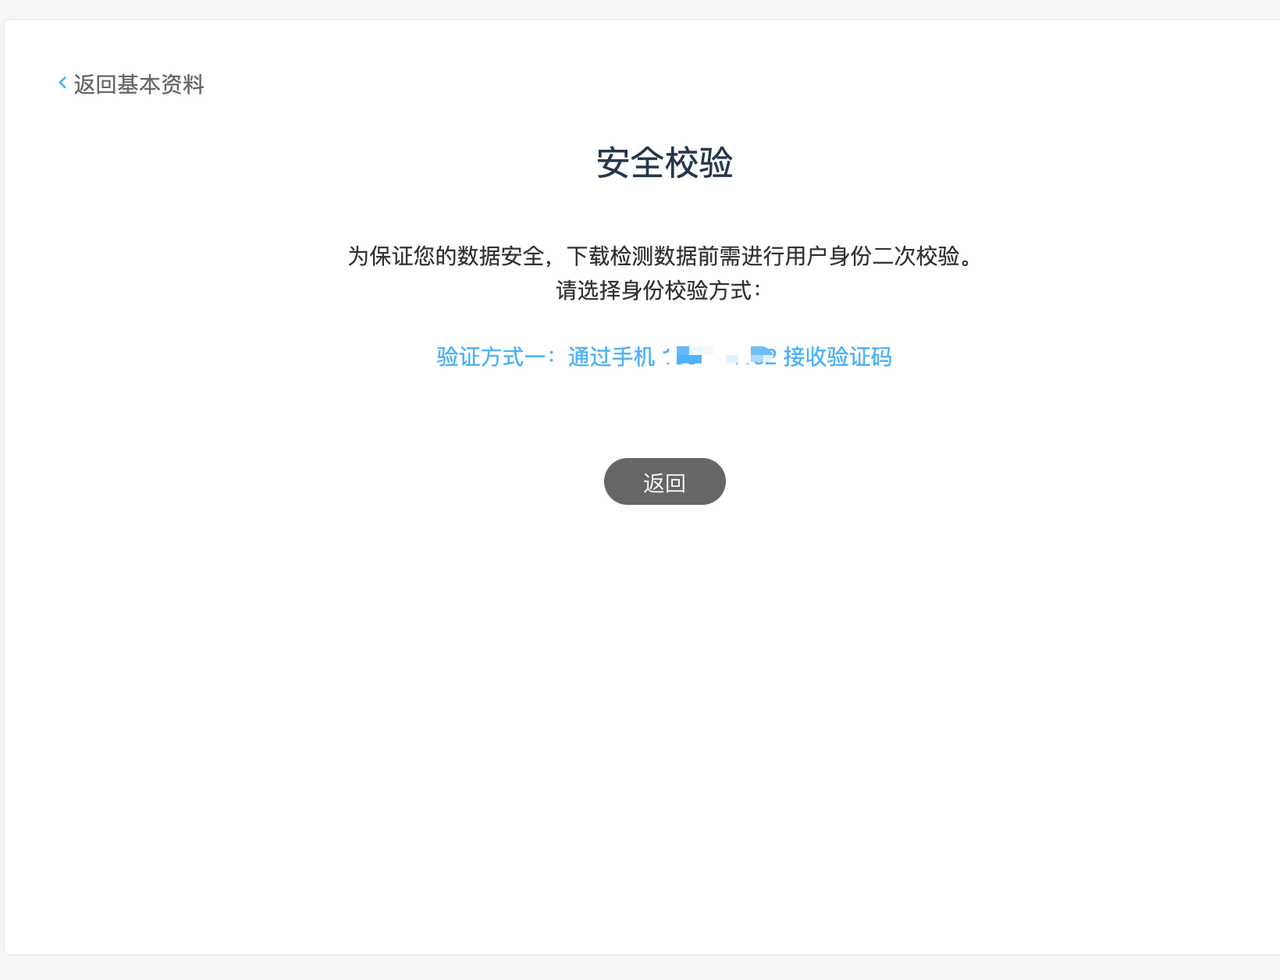 返回基本资料
安全校验
为保证您的数据安全，下载检测数据前需进行用户身份二次校验。
请选择身份校验方式：
验证方式一：通过手机 接收验证码
返回